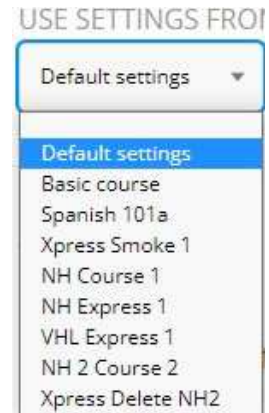 USE SETTINGS FROM
Default settings
Default settings
Basic course
Spanish 101a
Xpress Smoke 1
NH Course 1
NH Express 1
VHL Express 1
NH 2 Course 2
Xpress Delete NH2